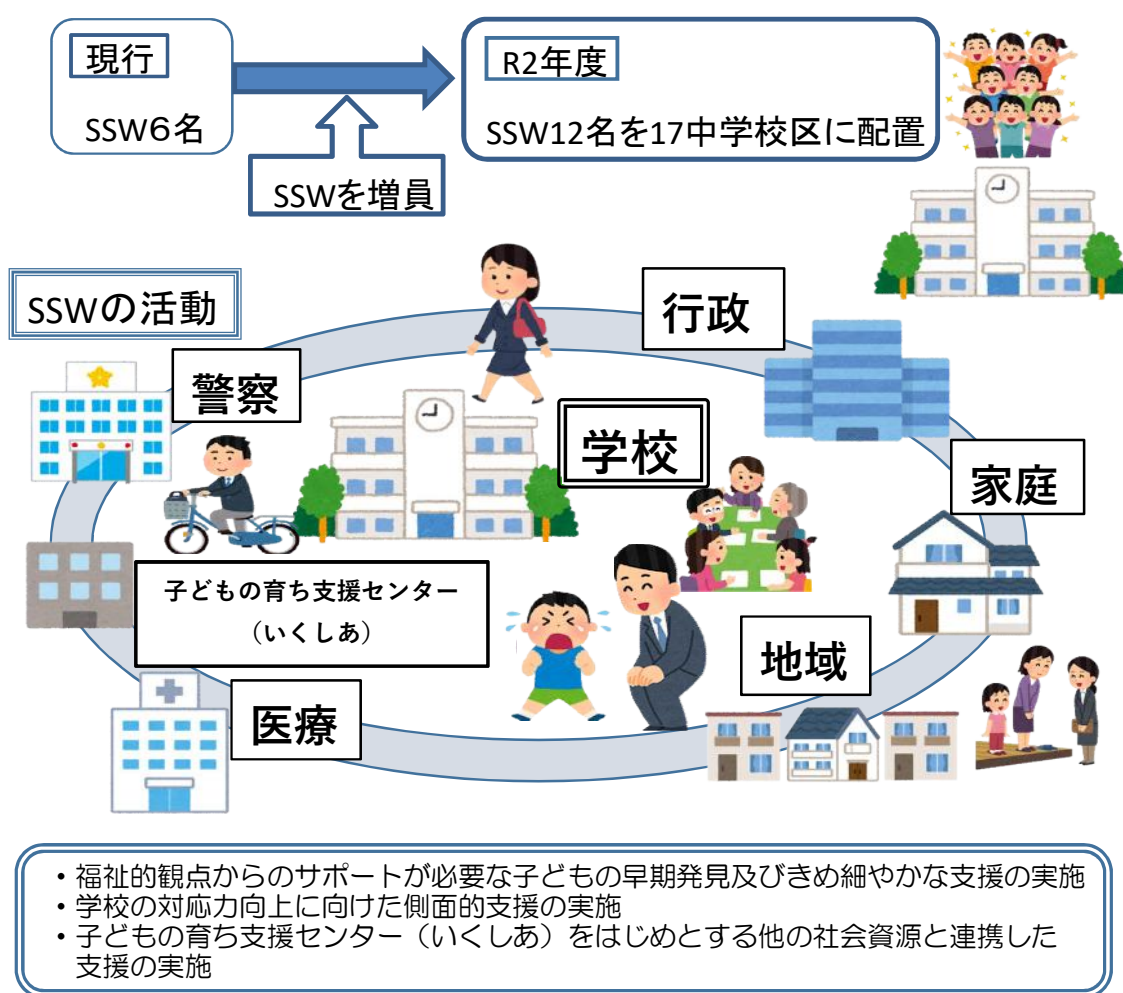 現行
SSW６名
R2年度
SSW12名を17中学校区に配置
SSWを増員
SSWの活動
行政
警察
学校
家庭
子どもの育ち支援センター
（いくしあ）
地域
医療
・福祉的観点からのサポートが必要な子どもの早期発見及びきめ細やかな支援の実施
・学校の対応力向上に向けた側面的支援の実施
・子どもの育ち支援センター（いくしあ）をはじめとする他の社会資源と連携した
支援の実施